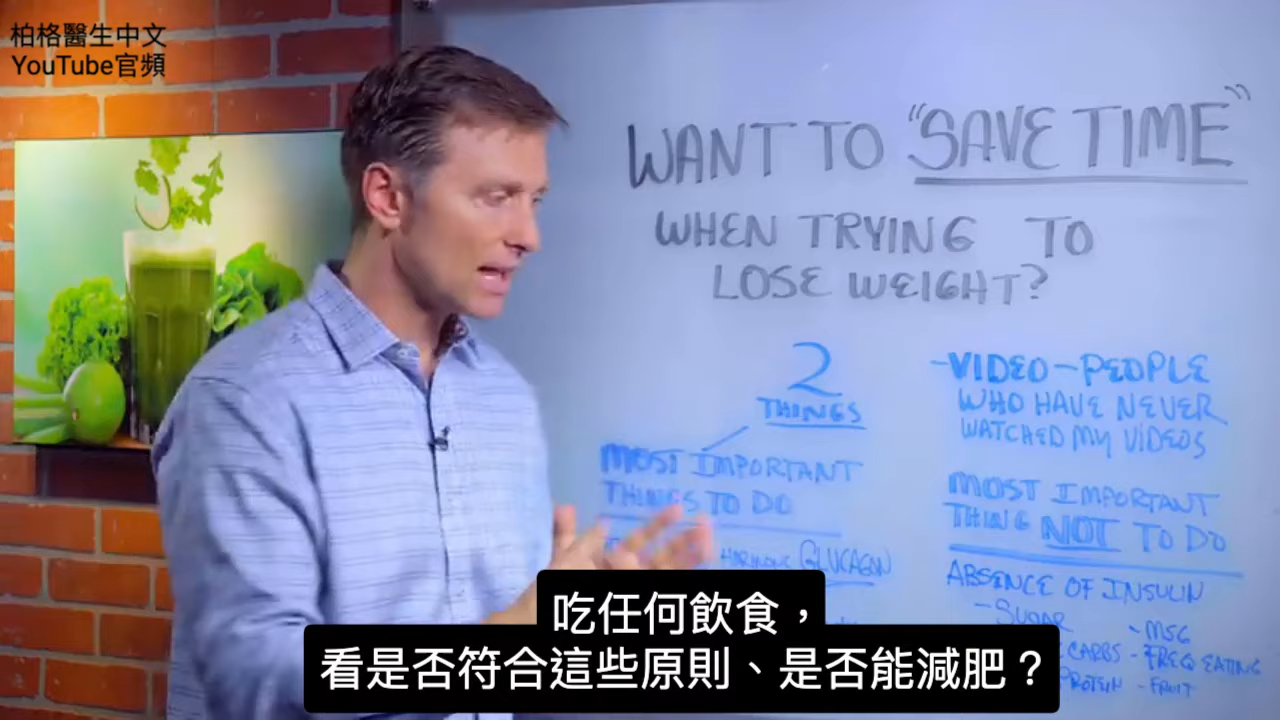 柏格醫生中文
YouTube官頻
WANT TO "SAVE TIME"
WHEN TRYING TO
LOSE WEIGHT?
2
THINGS
MOST IMPORTANT
THINGS TO DO
HORMONE GLUCAGON
-VIDEO-PEOPLE
WHO HAVE NEVER
WATCHED MY VIDEOS
MOST IMPORTANT
THING NOT TO DO
ABSENCE OF INSULIN
-SUGAR
-MSG
CARBS -FREQ EATING
PROTEIN -FRUIT
吃任何飲食，
看是否符合這些原則、是否能減肥？